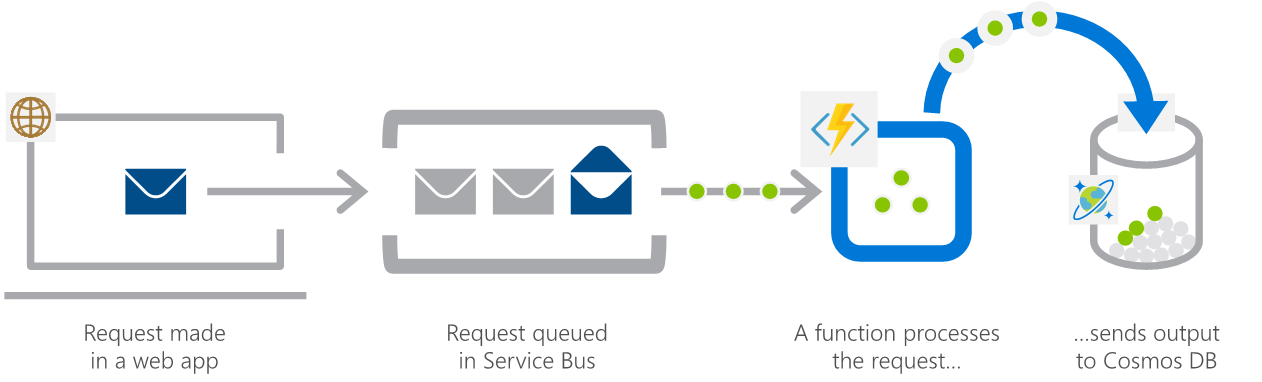 Request made
in a web app
Request queued
in Service Bus
A function processes
the request...
...sends output
to Cosmos DB